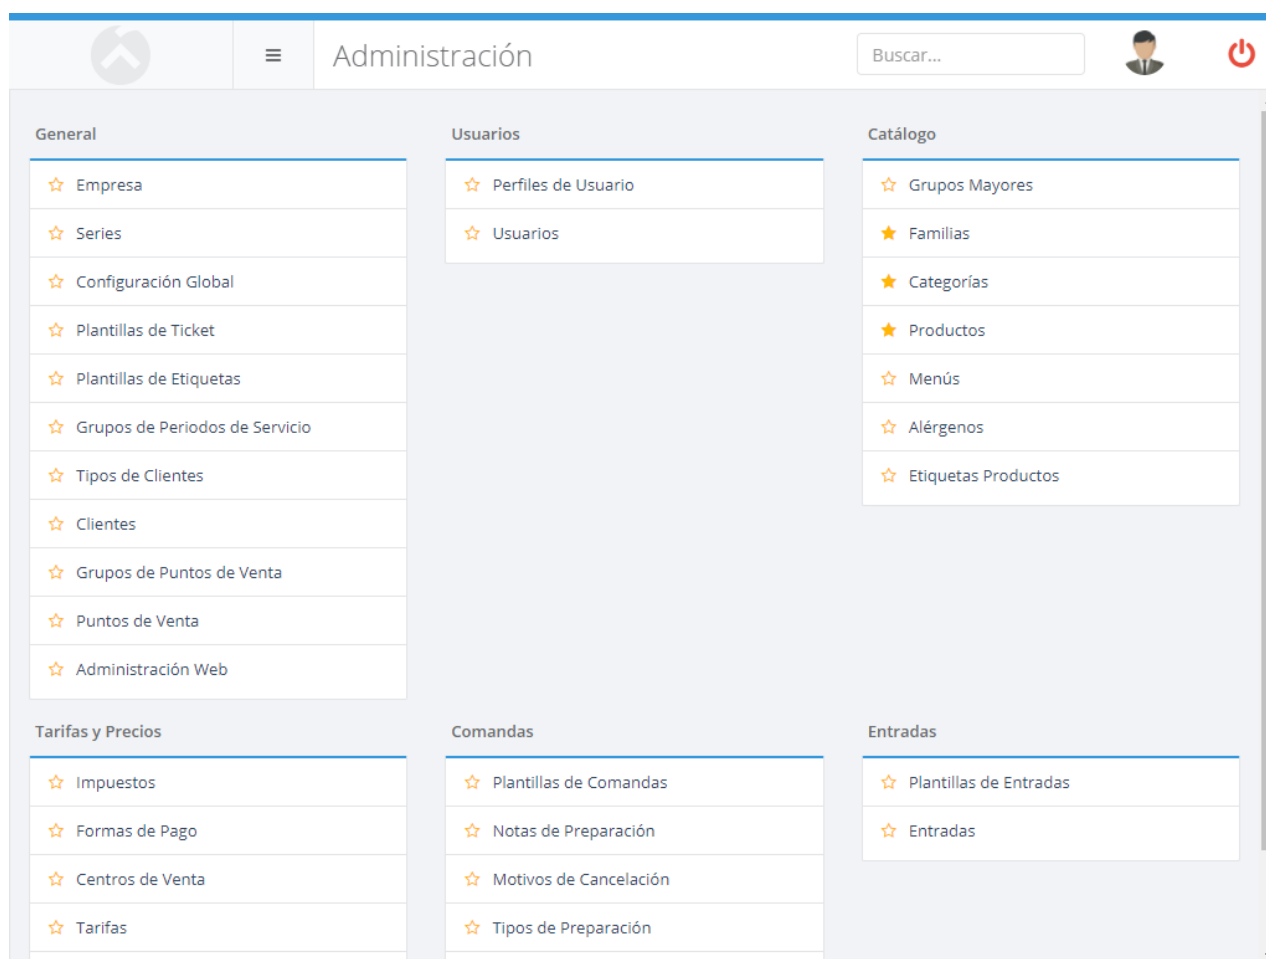 Administración
Buscar...
General
Empresa
Series
Configuración Global
Plantillas de Ticket
Plantillas de Etiquetas
Grupos de Periodos de Servicio
Tipos de Clientes
Clientes
Grupos de Puntos de Venta
Puntos de Venta
Administración Web
Usuarios
Perfiles de Usuario
Usuarios
Catálogo
Grupos Mayores
Familias
Categorías
Productos
Menús
Alérgenos
Etiquetas Productos
Tarifas y Precios
Impuestos
Formas de Pago
Centros de Venta
Tarifas
Comandas
Plantillas de Comandas
Notas de Preparación
Motivos de Cancelación
Tipos de Preparación
Entradas
Plantillas de Entradas
Entradas